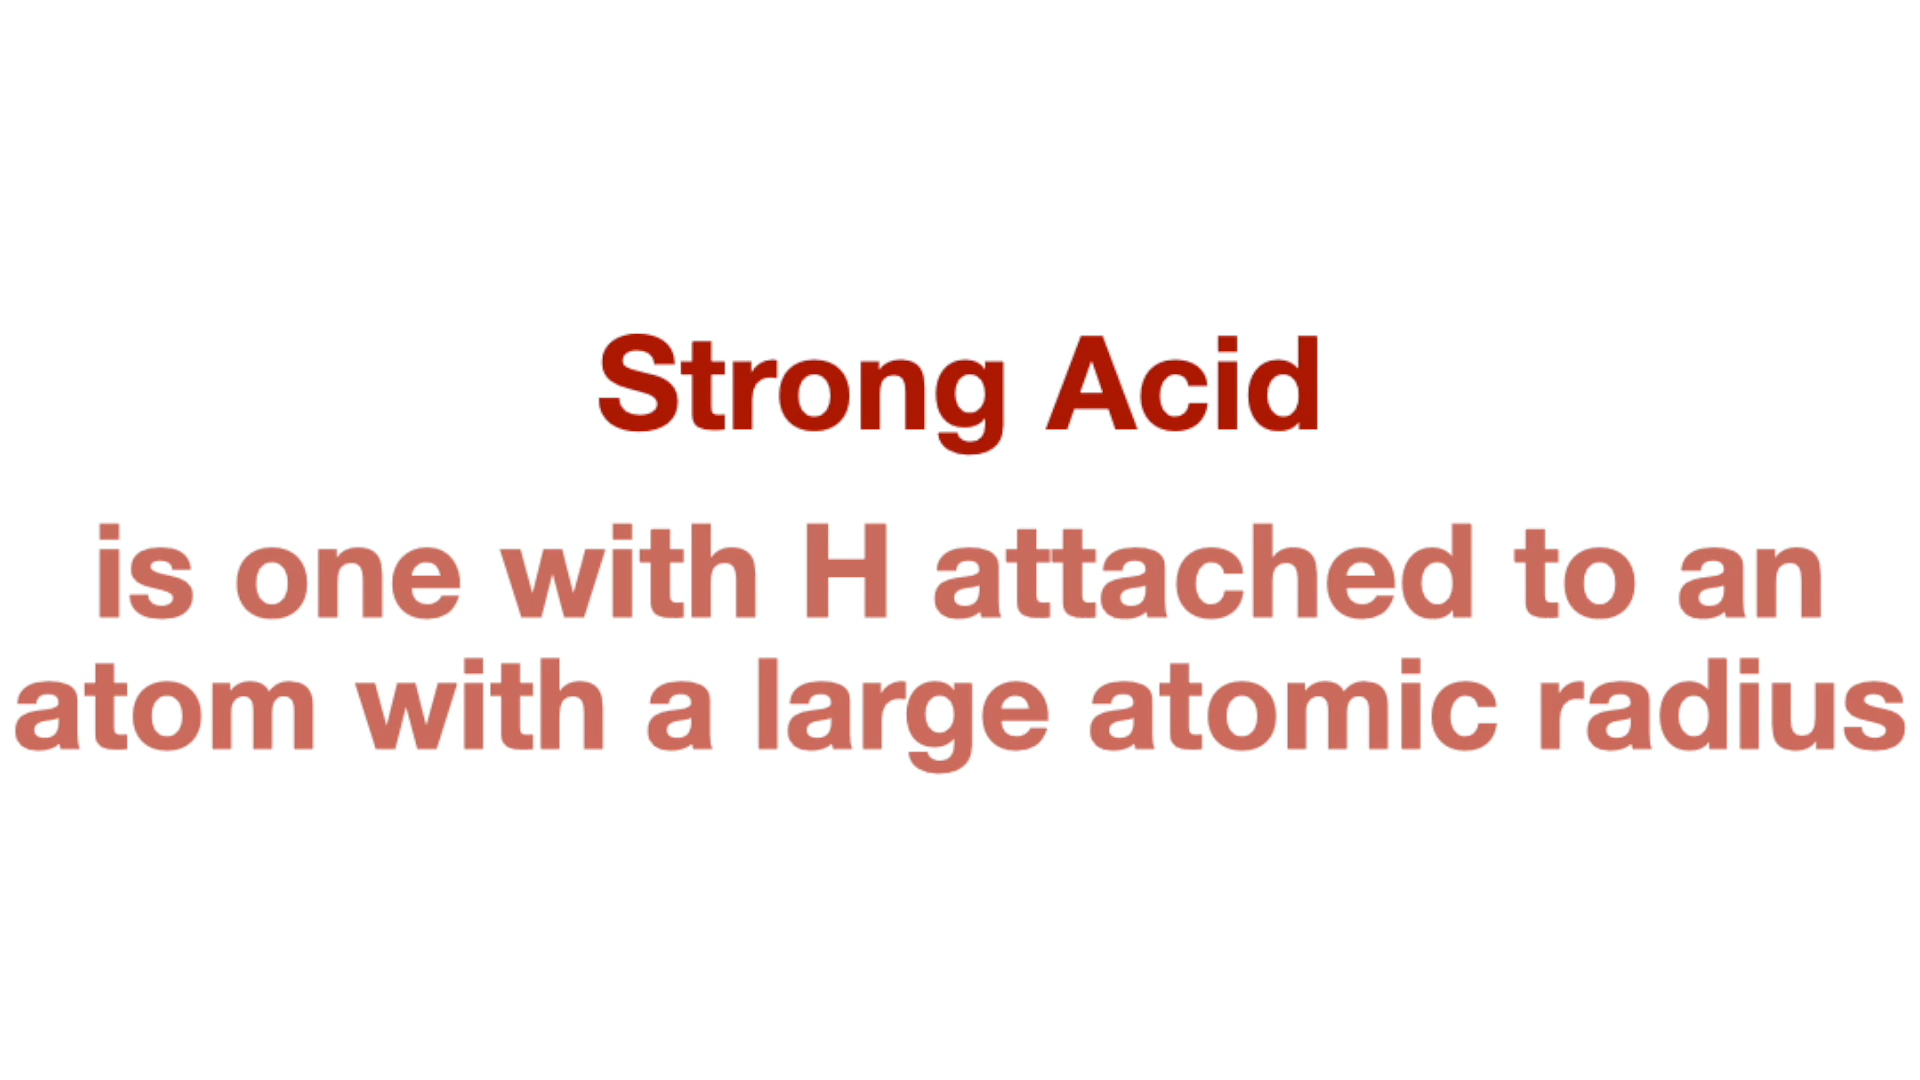 Strong Acid
is one with H attached to an
atom with a large atomic radius